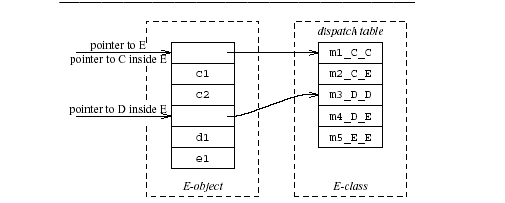 dispatch table
pointer to E
pointer to C inside E
m1_C_C
c1
m2_C_E
c2
m3_D_D
pointer to D inside E
m4_D_E
d1
m5_E_E
e1
E-object
E-class